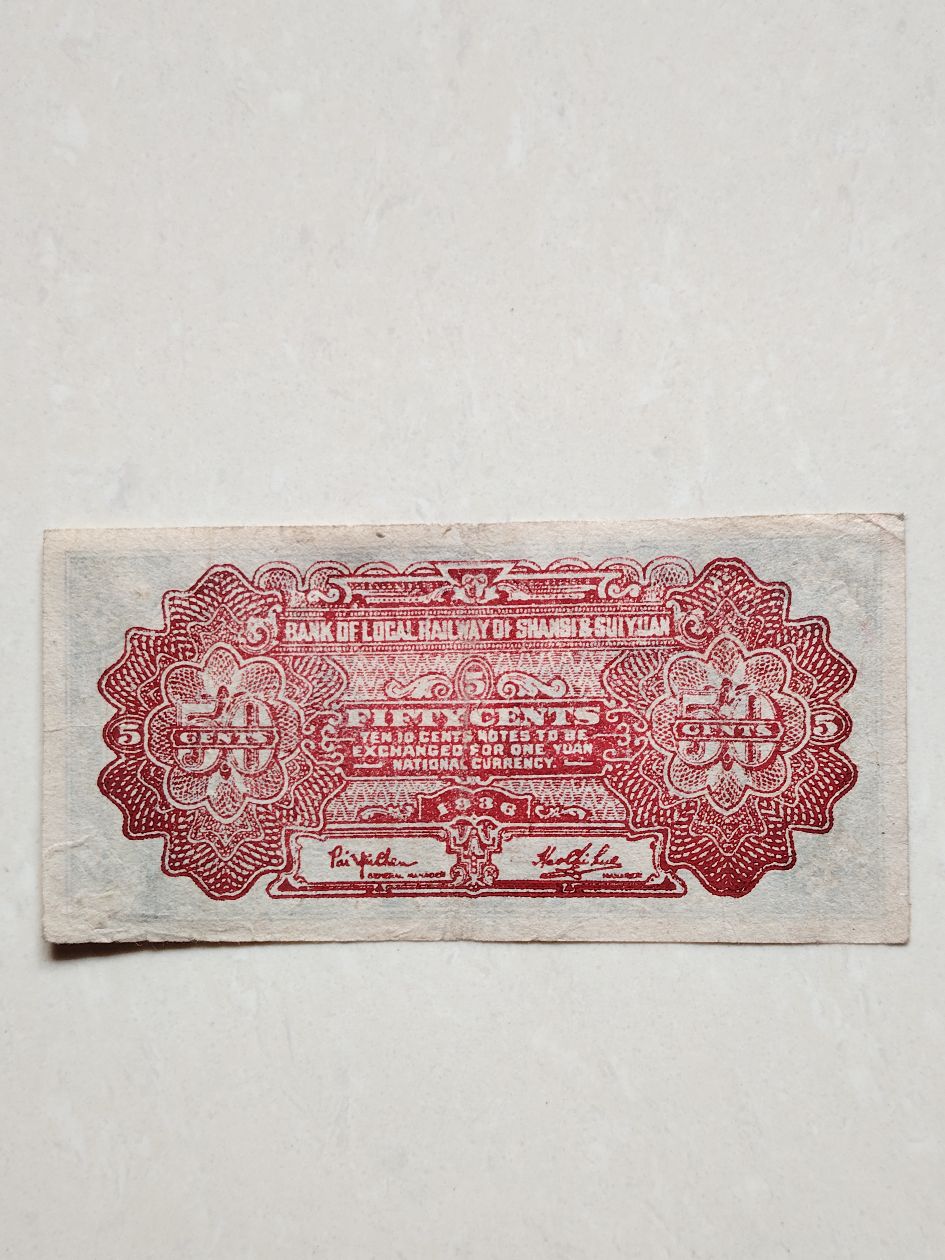 BANK OF LOCAL RAILWAY OF SHANSI & SUIYUAN
5
50
CENTS
50
CENTS
5
5
FIFTY CENTS
TEN 10 CENTS NOTES TO BE
EXCHANGED FOR ONE YUAN
NATIONAL CURRENCY.
1936
GENERAL MANAGER
MANAGER